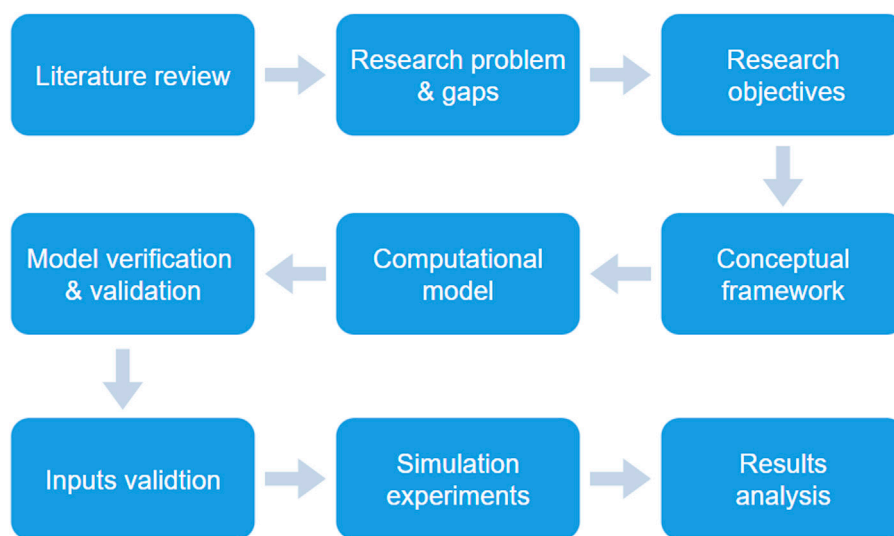 Literature review
Research problem
& gaps
Research
objectives
Model verification
& validation
Computational
model
Conceptual
framework
Inputs validtion
Simulation
experiments
Results
analysis